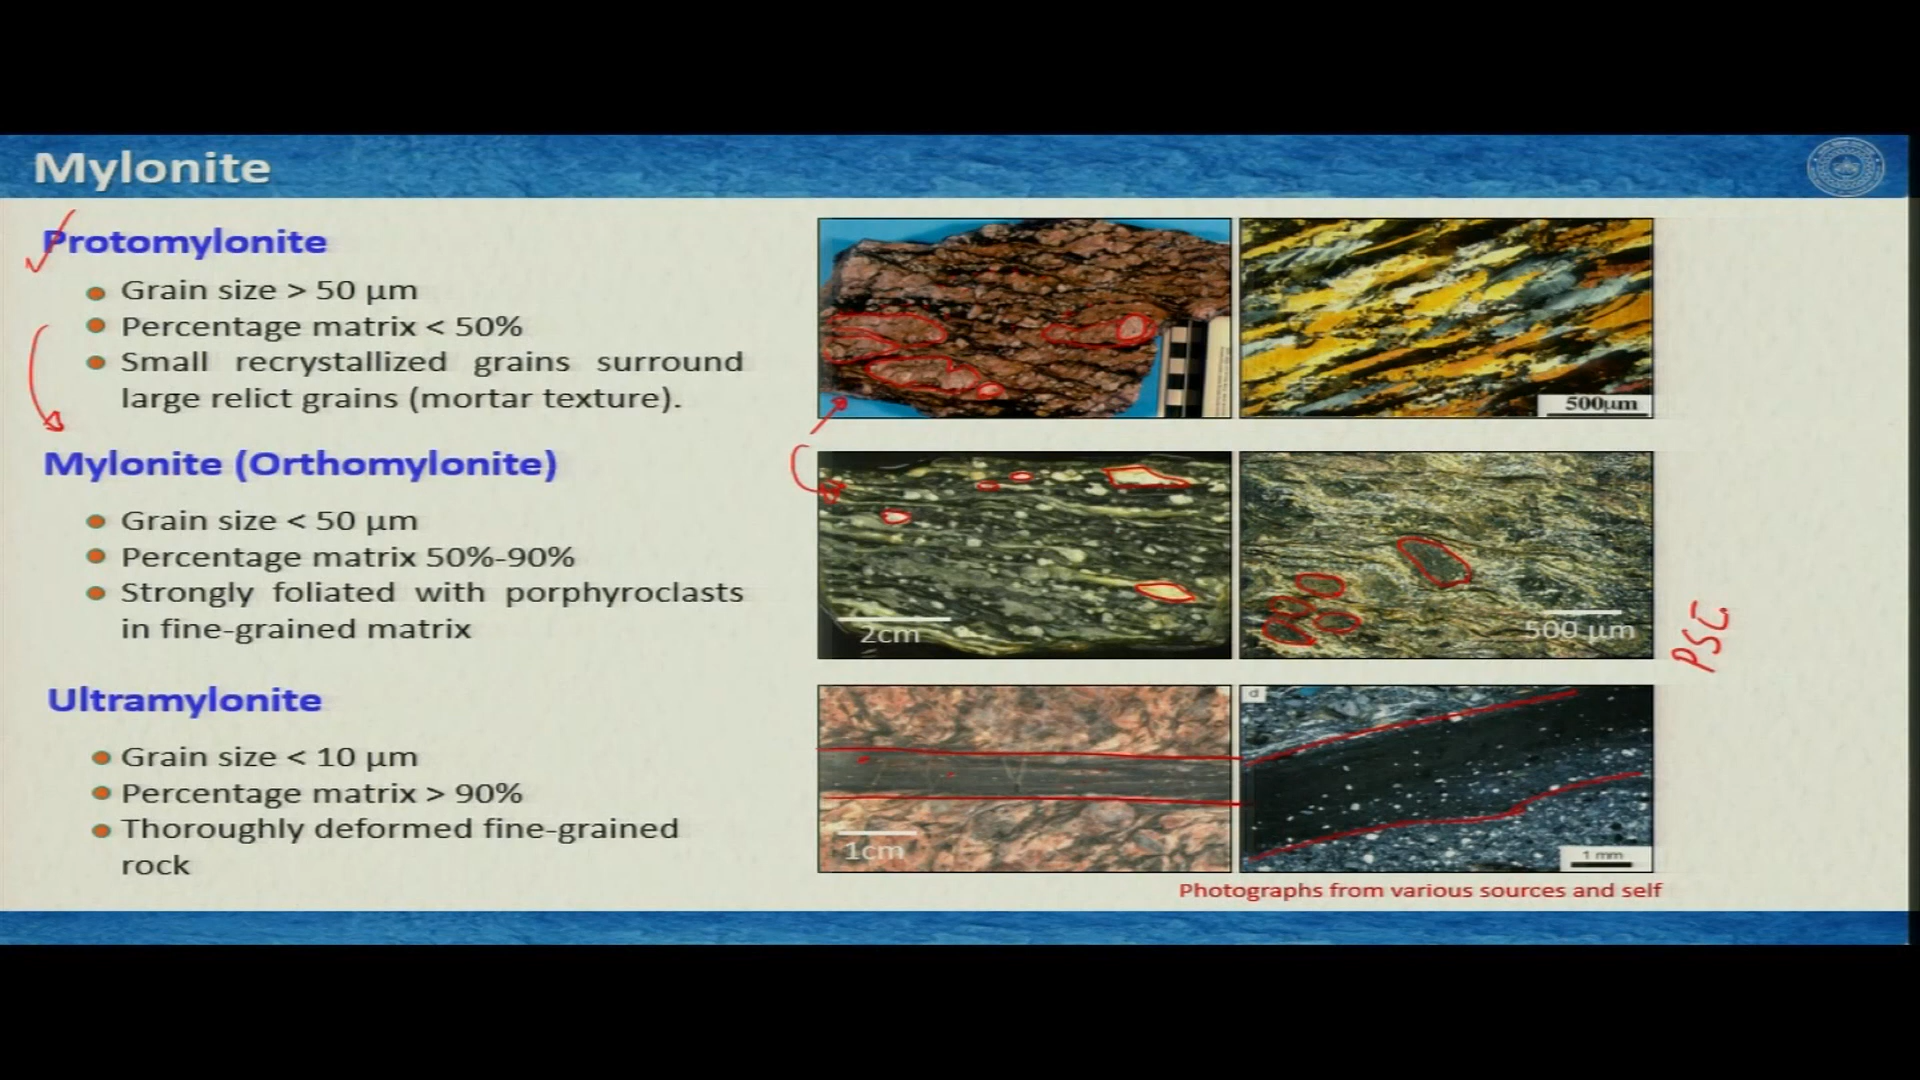 Mylonite
Protomylonite
Grain size > 50 µm
Percentage matrix < 50%
Small recrystallized grains surround
large relict grains (mortar texture).
500µm
Mylonite (Orthomylonite)
Grain size < 50 µm
Percentage matrix 50%-90%
Strongly foliated with porphyroclasts
in fine-grained matrix
2cm
500 µm
Ultramylonite
Grain size < 10 µm
Percentage matrix > 90%
Thoroughly deformed fine-grained
rock
1cm
d
1 mm
Photographs from various sources and self